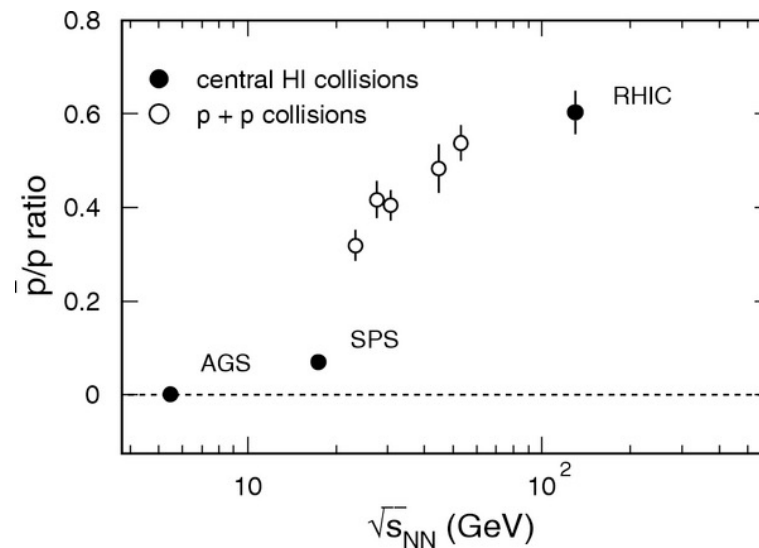 0.8
central HI collisions
p + p collisions
RHIC
0.6
0.4
0.2
SPS
AGS
0
p̄/p ratio
10
10²
√s_NN (GeV)